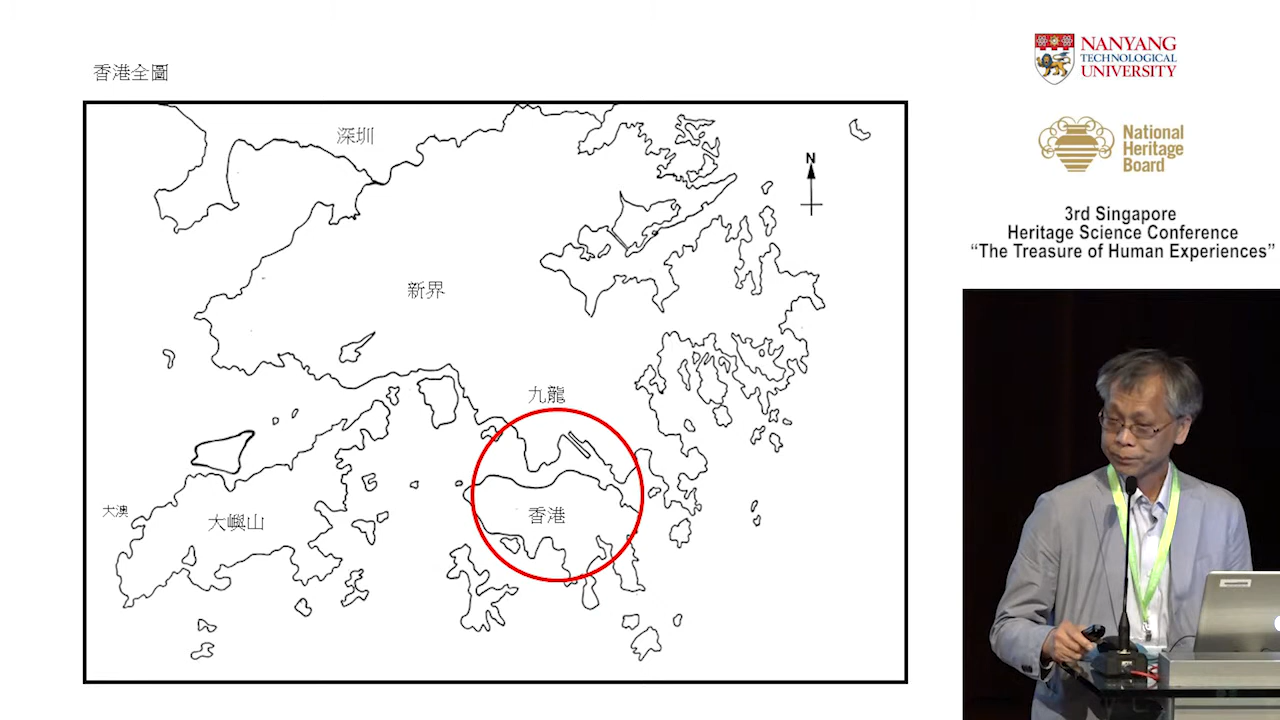 香港全圖
深圳
N
新界
九龍
大澳
大嶼山
香港
NANYANG
TECHNOLOGICAL
UNIVERSITY
National
Heritage
Board
3rd Singapore
Heritage Science Conference
“The Treasure of Human Experiences”